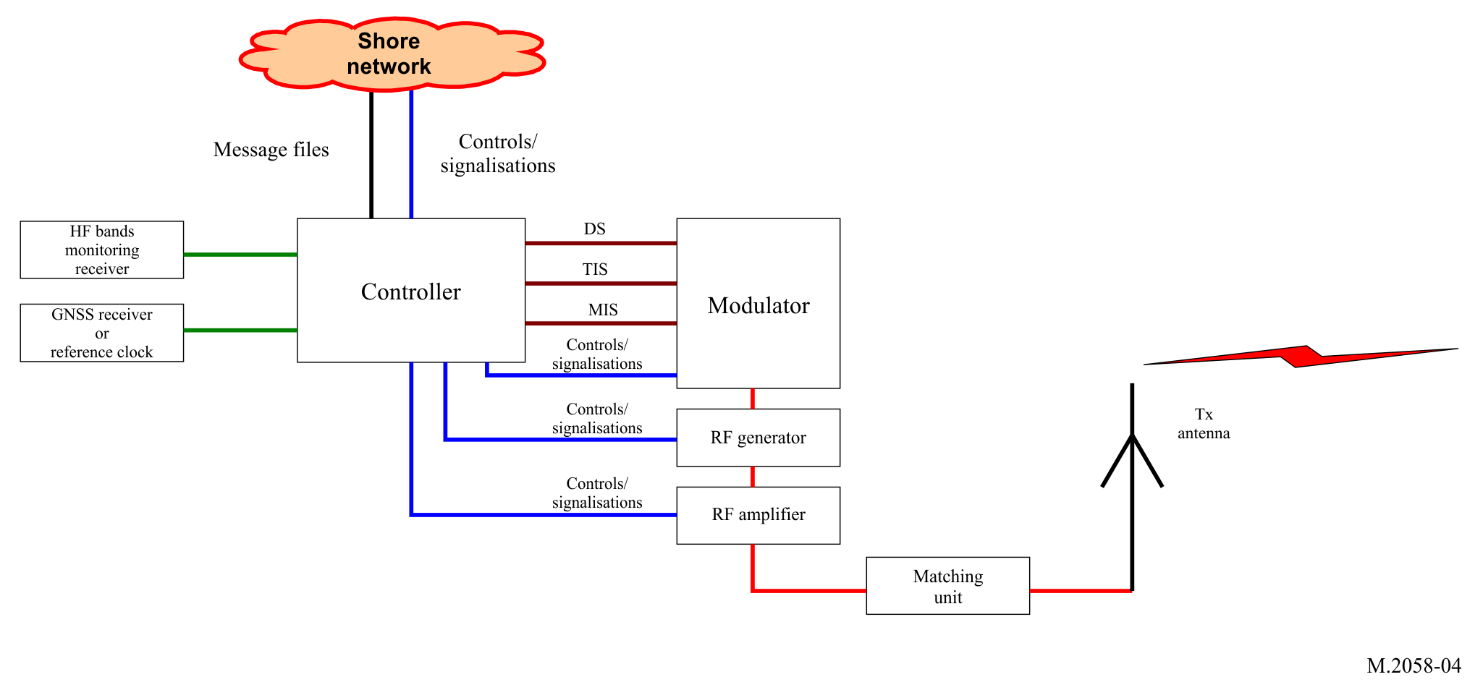 Shore
network
Message files
Controls/
signalisations
HF bands
monitoring
receiver
GNSS receiver
or
reference clock
Controller
DS
TIS
MIS
Controls/
signalisations
Modulator
Controls/
signalisations
RF generator
Controls/
signalisations
RF amplifier
Matching
unit
Tx
antenna
M.2058-04